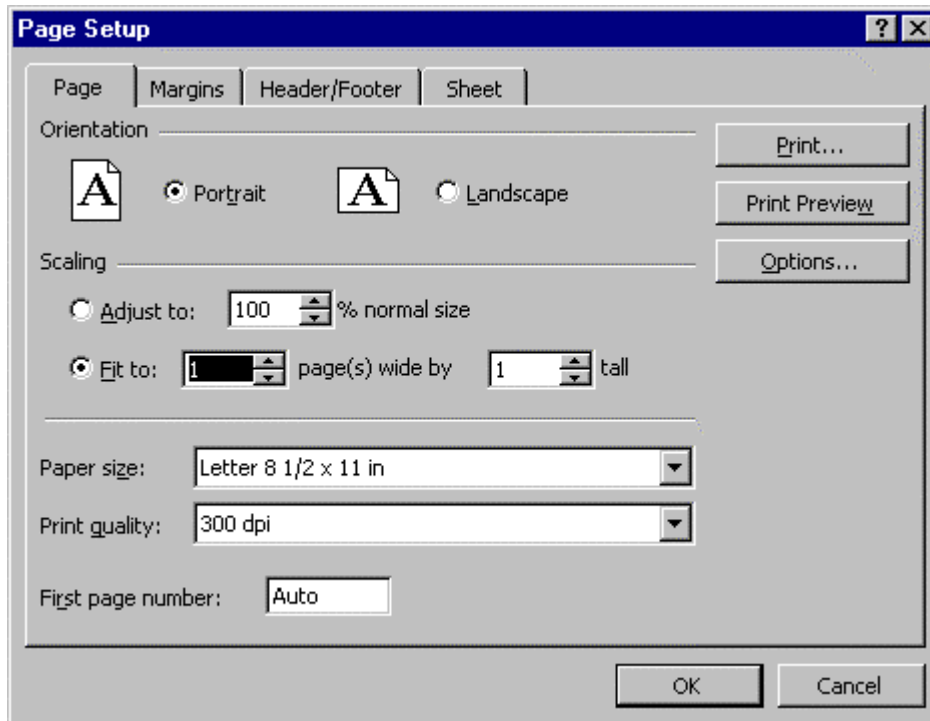 Page Setup ? X
Page Margins Header/Footer Sheet
Orientation
Print...
A Portrait A Landscape
Print Preview
Scaling
Options...
Adjust to: 100 % normal size
Fit to: 1 page(s) wide by 1 tall
Paper size: Letter 8 1/2 x 11 in
Print quality: 300 dpi
First page number: Auto
OK Cancel